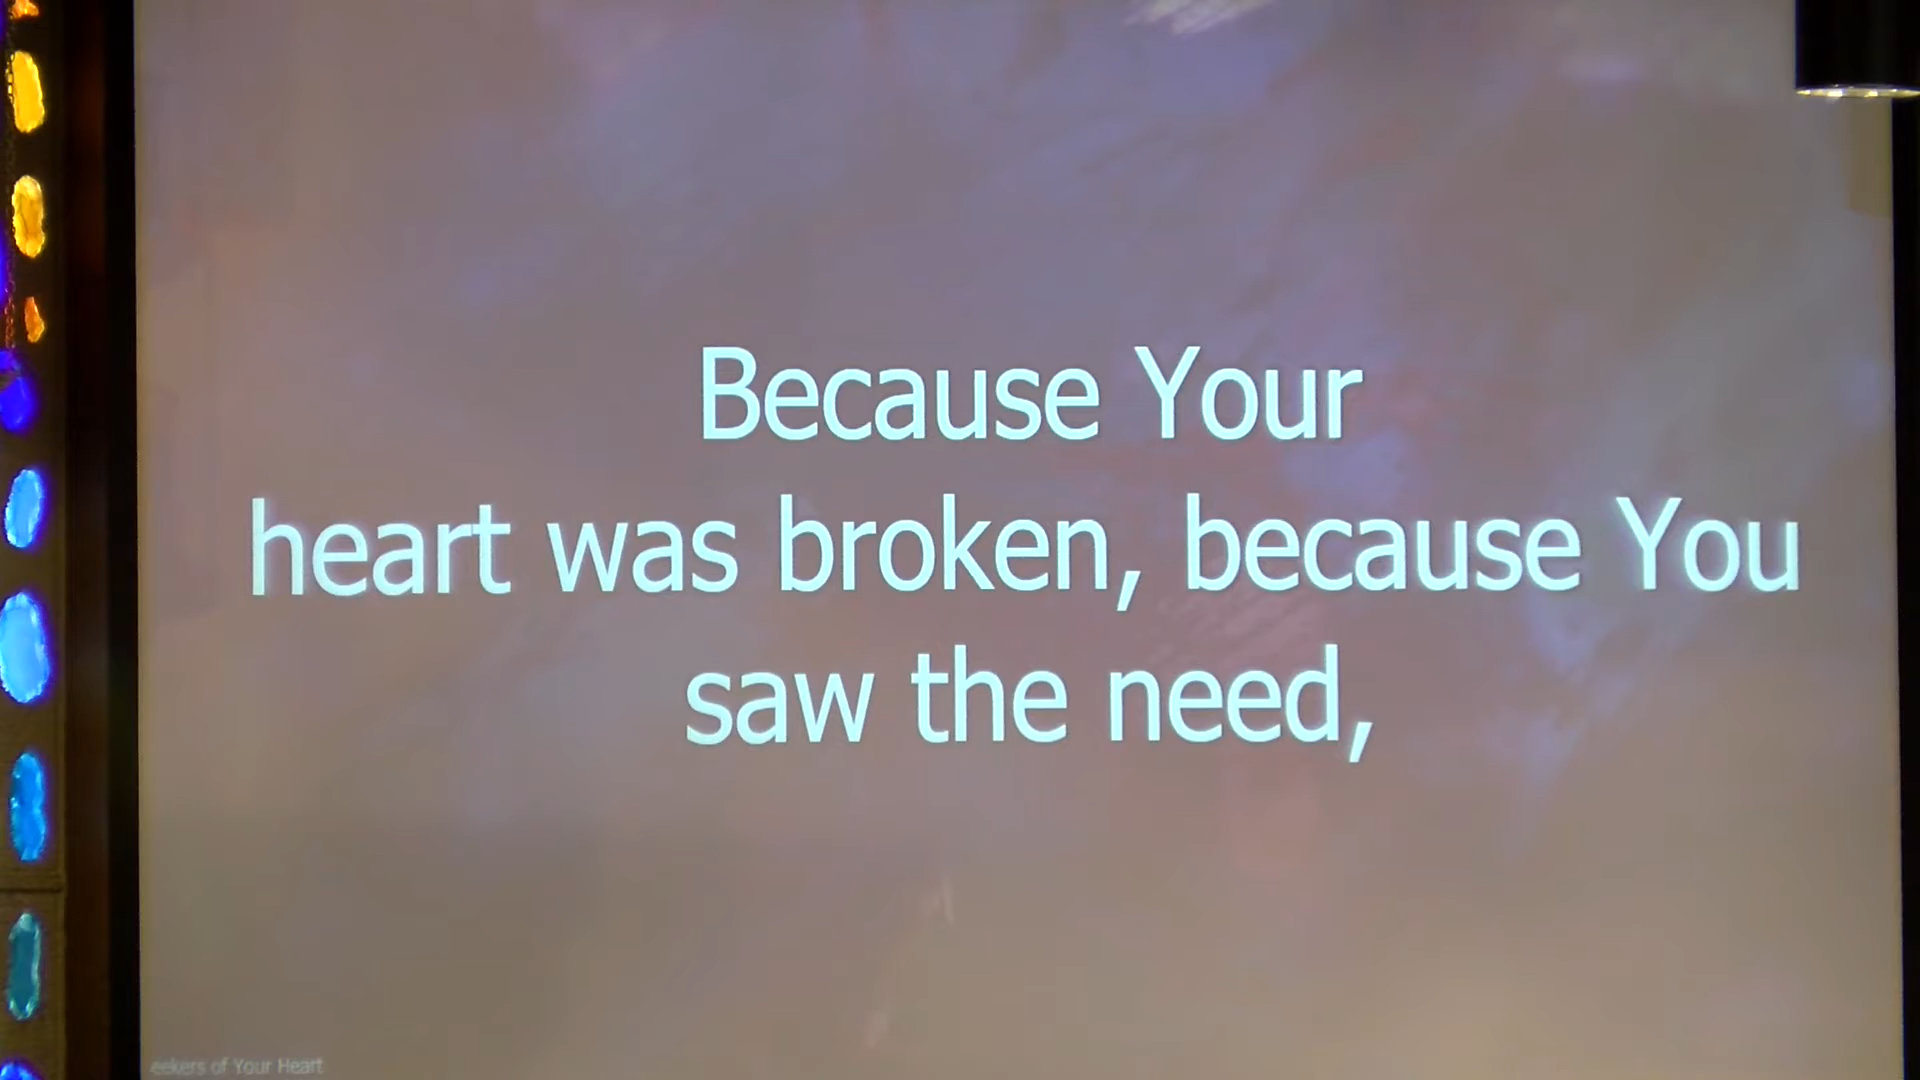 Because Your
heart was broken, because You
saw the need,
eekers of Your Heart